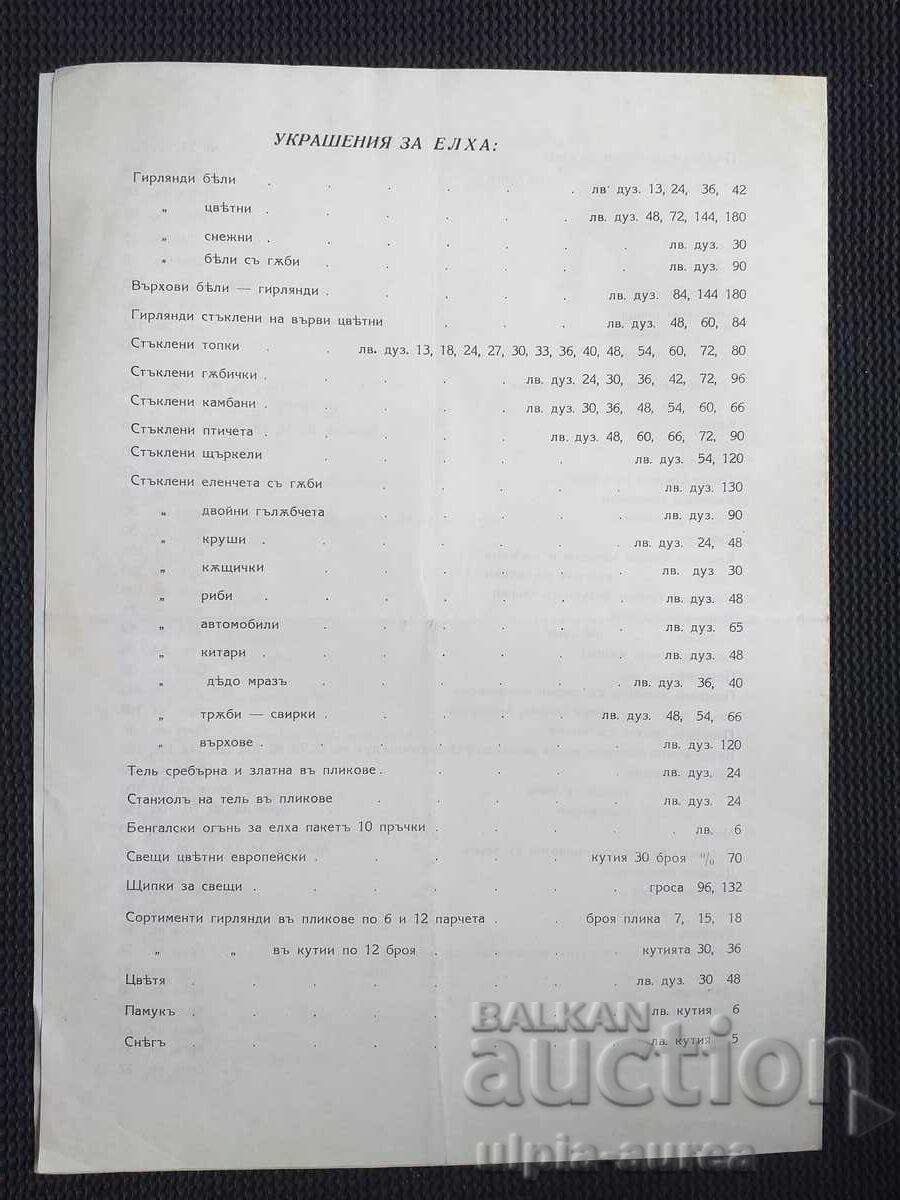 УКРАШЕНИЯ ЗА ЕЛХА:
Гирлянди бѣли . . . . . . лв. дуз. 13, 24, 36, 42
„ цвѣтни . . . . . . лв. дуз. 48, 72, 144, 180
„ снежни . . . . . . лв. дуз. 30
„ бѣли съ гѫби . . . . . лв. дуз. 90
Върхови бѣли — гирлянди . . . . . лв. дуз. 84, 144 180
Гирлянди стъклени на върви цвѣтни . . . лв. дуз. 48, 60, 84
Стъклени топки . . лв. дуз. 13, 18, 24, 27, 30, 33, 36, 40, 48, 54, 60, 72, 80
Стъклени гѫбички . . . . . лв. дуз. 24, 30, 36, 42, 72, 96
Стъклени камбани . . . . . лв. дуз. 30, 36, 48, 54, 60, 66
Стъклени птичета . . . . . лв. дуз. 48, 60, 66, 72, 90
Стъклени щъркели . . . . . . лв. дуз. 54, 120
Стъклени еленчета съ гѫби . . . . . лв. дуз. 130
„ двойни гълѫбчета . . . . . лв. дуз. 90
„ круши . . . . . . . лв. дуз. 24, 48
„ кѫщички . . . . . . лв. дуз 30
„ риби . . . . . . . лв. дуз. 48
„ автомобили . . . . . лв. дуз. 65
„ китари . . . . . . . лв. дуз. 48
„ дѣдо мразъ . . . . . . лв. дуз. 36, 40
„ трѫби — свирки . . . . . лв. дуз. 48, 54, 66
„ върхове . . . . . . . лв. дуз. 120
Тель сребърна и златна въ пликове . . . . . лв. дуз. 24
Станиолъ на тель въ пликове . . . . . лв. дуз. 24
Бенгалски огънь за елха пакетъ 10 пръчки . . . . . лв. 6
Свещи цвѣтни европейски . . . . . кутия 30 броя % 70
Щипки за свещи . . . . . . . гроса 96, 132
Сортименти гирлянди въ пликове по 6 и 12 парчета . . броя плика 7, 15, 18
„ „ въ кутии по 12 броя . . . . кутията 30, 36
Цвѣтя . . . . . . . . лв. дуз. 30 48
Памукъ . . . . . . . . лв. кутия 6
Снѣгъ . . . . . . . . лв. кутия 5
BALKAN
auction
ulpia-aurea